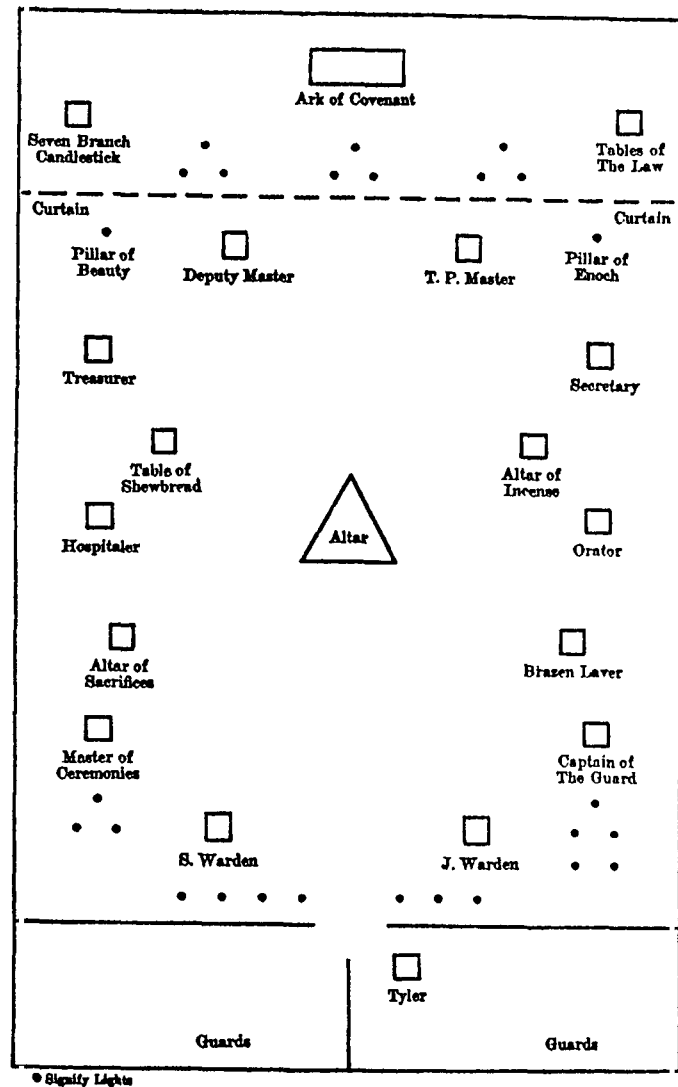 Ark of Covenant
Seven Branch
Candlestick
Tables of
The Law
Curtain
Curtain
Pillar of
Beauty
Deputy Master
T. P. Master
Pillar of
Enoch
Treasurer
Secretary
Table of
Shewbread
Altar of
Incense
Hospitaler
Altar
Orator
Altar of
Sacrifices
Brazen Laver
Master of
Ceremonies
Captain of
The Guard
S. Warden
J. Warden
Tyler
Guards
Guards
Signify Lights